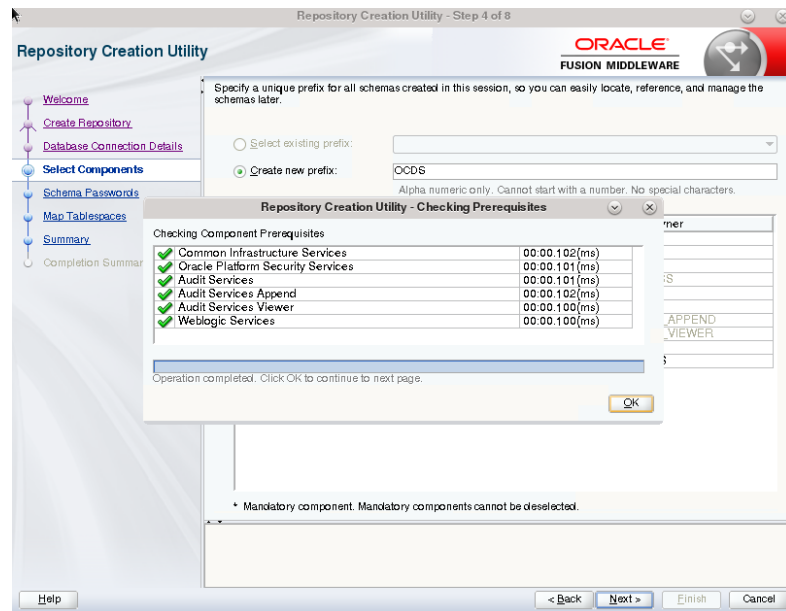 Repository Creation Utility - Step 4 of 8
Repository Creation Utility
ORACLE
FUSION MIDDLEWARE
Welcome
Create Repository
Database Connection Details
Select Components
Schema Passwords
Map Tablespaces
Summary
Completion Summar
Specify a unique prefix for all schemas created in this session, so you can easily locate, reference, and manage the
schemas later.
Select existing prefix:
Create new prefix: OCDS
Alpha numeric only. Cannot start with a number. No special characters.
Repository Creation Utility - Checking Prerequisites
Checking Component Prerequisites
Common Infrastructure Services 00:00.102(ms)
Oracle Platform Security Services 00:00.101(ms)
Audit Services 00:00.101(ms)
Audit Services Append 00:00.102(ms)
Audit Services Viewer 00:00.100(ms)
Weblogic Services 00:00.100(ms)
Operation completed. Click OK to continue to next page.
OK
_APPEND
_VIEWER
* Mandatory component. Mandatory components cannot be deselected.
Help
< Back
Next >
Finish
Cancel